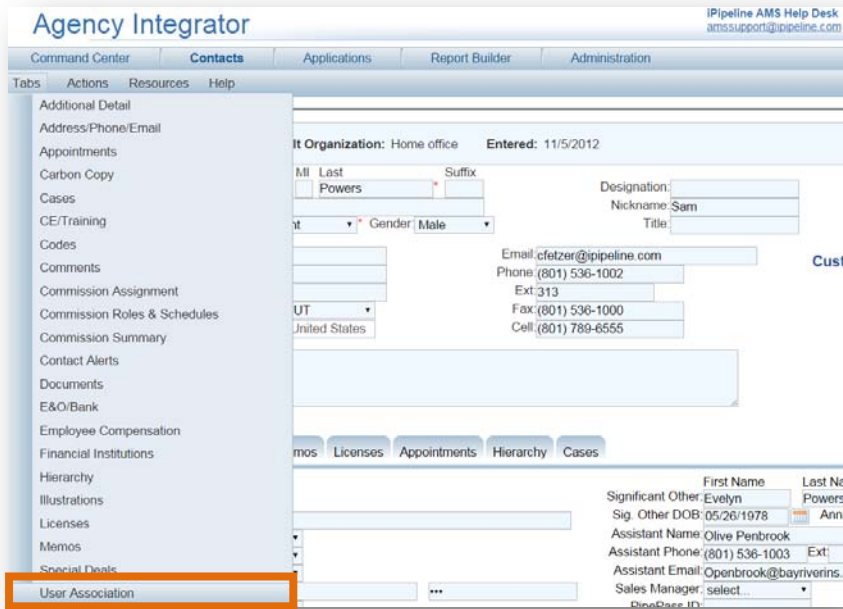 Agency Integrator
iPipeline AMS Help Desk
amssupport@ipipeline.com
Command Center Contacts Applications Report Builder Administration
Tabs Actions Resources Help
Additional Detail
Address/Phone/Email
Appointments
Carbon Copy
Cases
CE/Training
Codes
Comments
Commission Assignment
Commission Roles & Schedules
Commission Summary
Contact Alerts
Documents
E&O/Bank
Employee Compensation
Financial Institutions
Hierarchy
Illustrations
Licenses
Memos
Special Deals
User Association
lt Organization: Home office Entered: 11/5/2012
MI Last Suffix
Powers *
Designation:
Nickname: Sam
nt * Gender Male
Title:
Email: cfetzer@ipipeline.com
Phone: (801) 536-1002
Cust
Ext: 313
UT Fax: (801) 536-1000
United States Cell: (801) 789-6555
mos Licenses Appointments Hierarchy Cases
First Name Last Na
Significant Other: Evelyn Powers
Sig. Other DOB: 05/26/1978 Ann
Assistant Name: Olive Penbrook
Assistant Phone: (801) 536-1003 Ext:
Assistant Email: Openbrook@bayriverins.
••• Sales Manager: select...
PipePass ID: